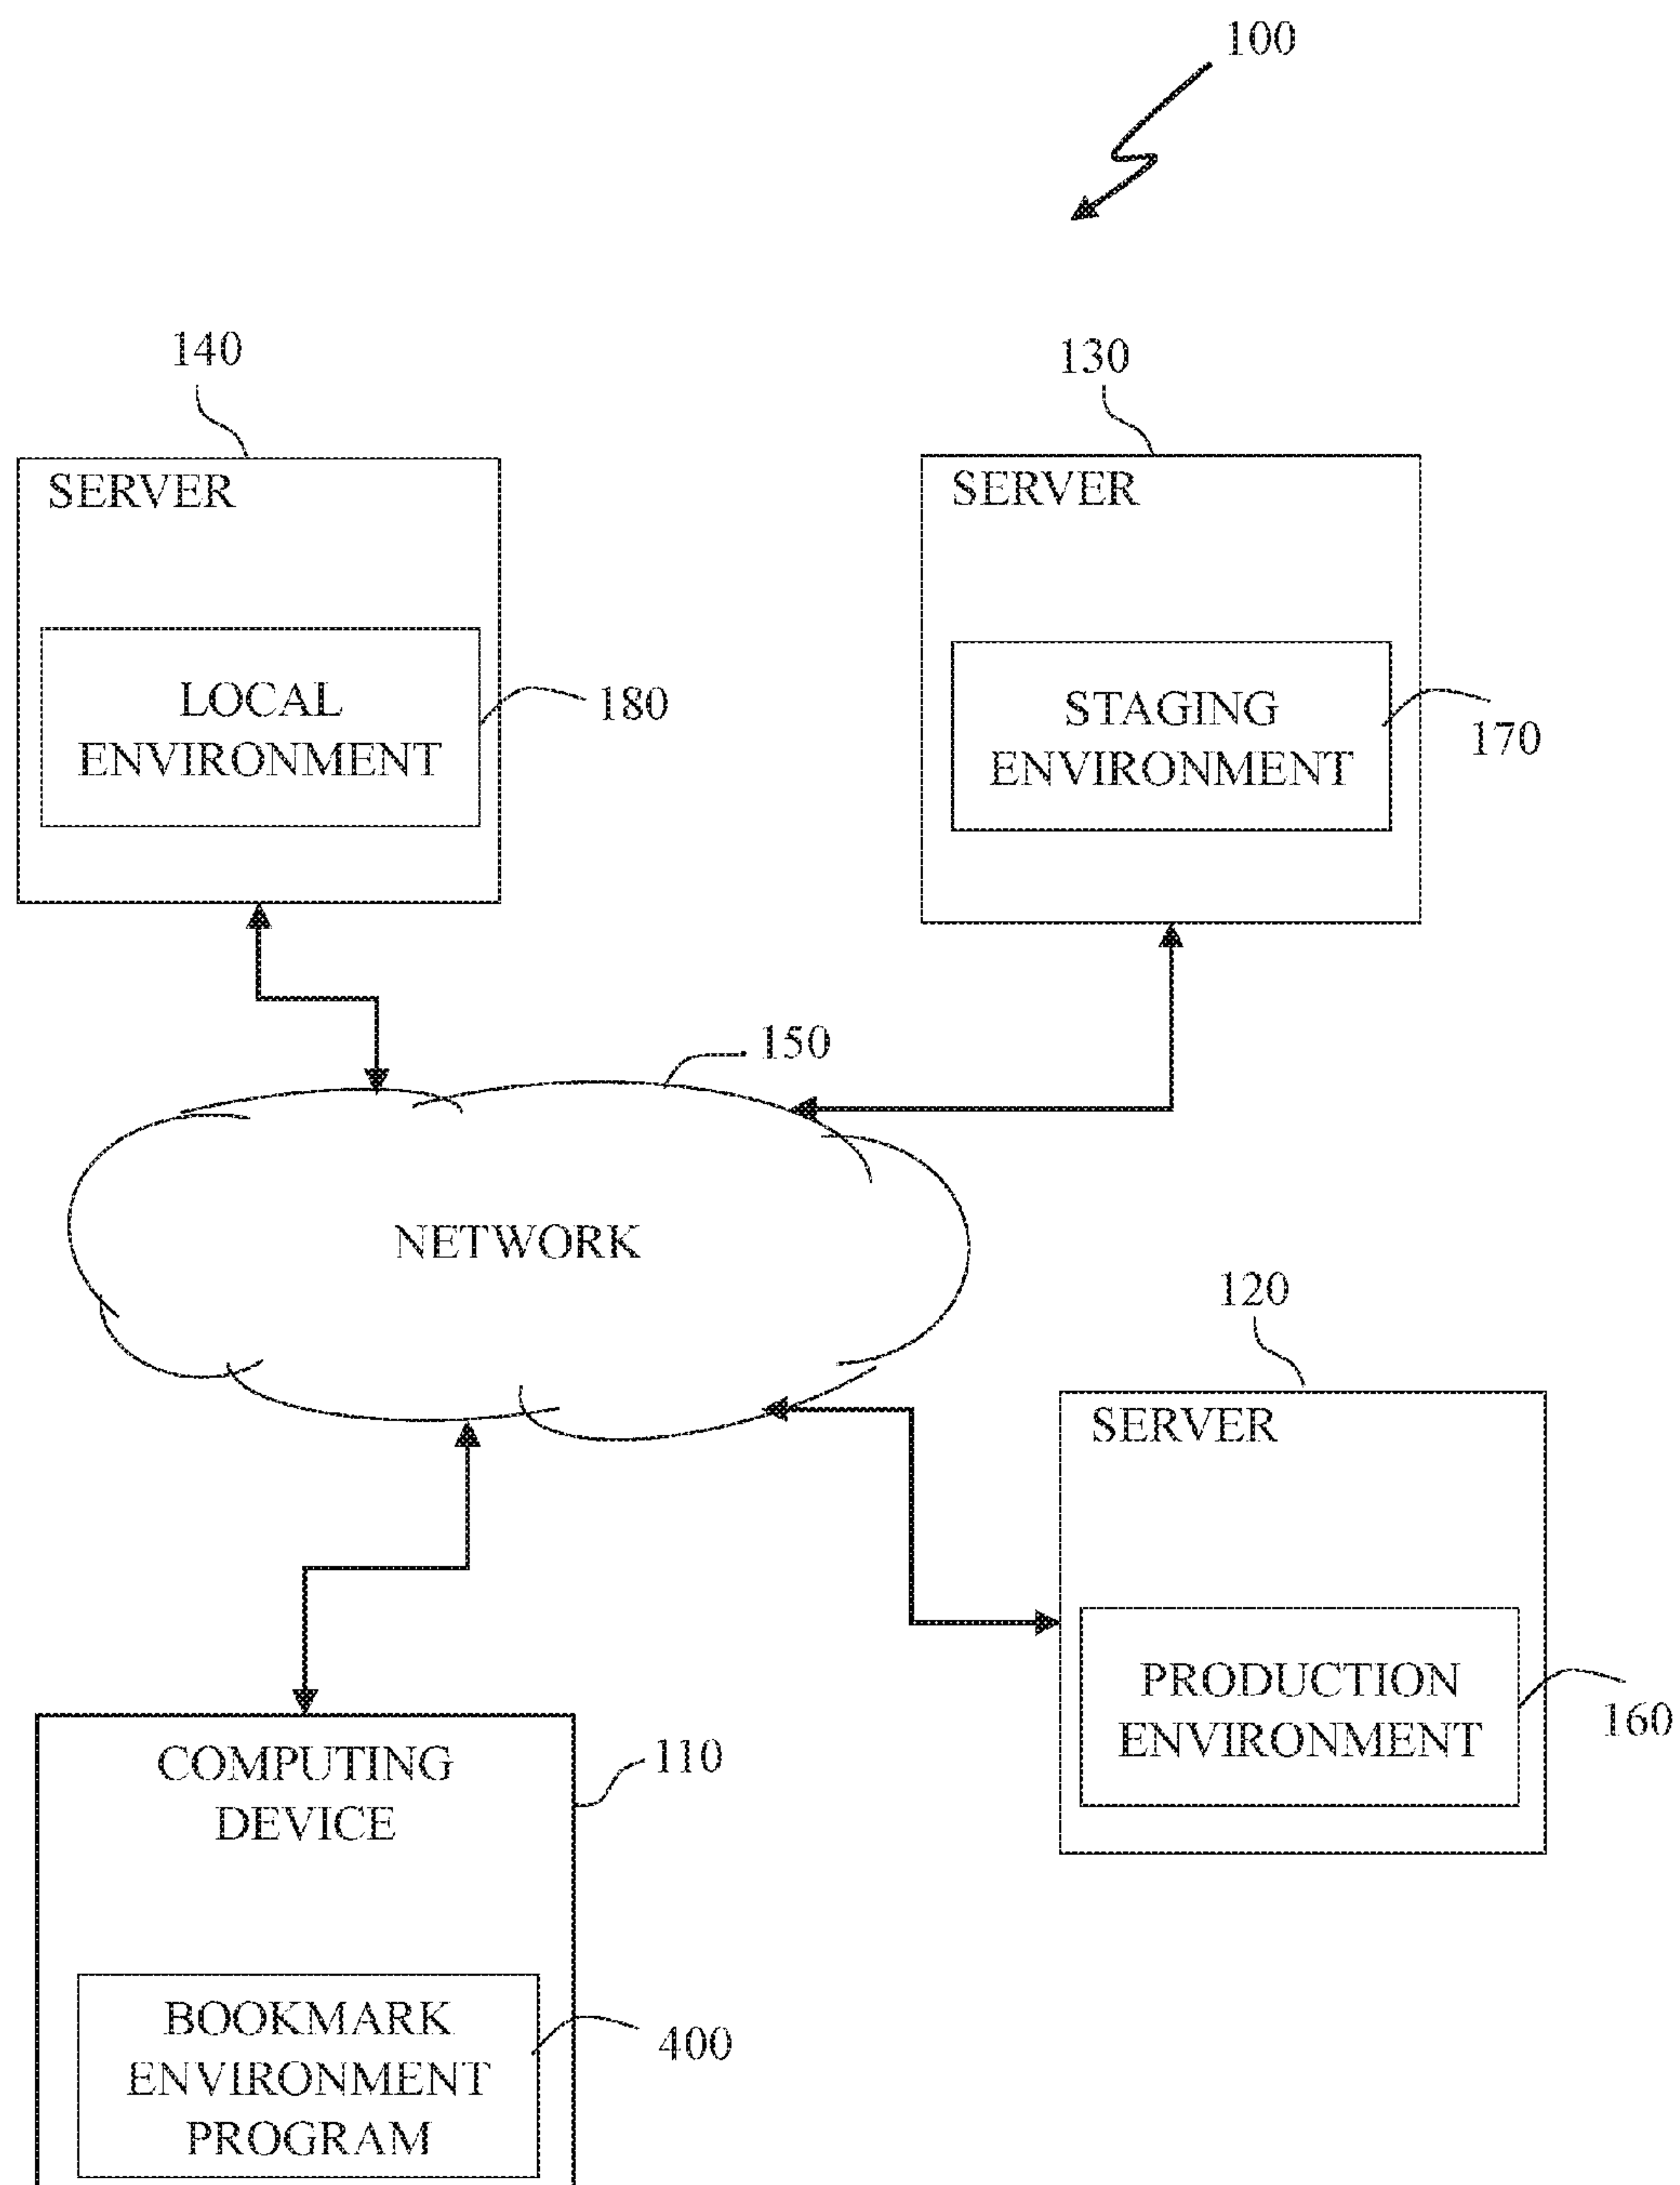 100
140
130
SERVER
SERVER
LOCAL
ENVIRONMENT
180
STAGING
ENVIRONMENT
170
150
NETWORK
120
SERVER
PRODUCTION
ENVIRONMENT
160
COMPUTING
DEVICE
110
BOOKMARK
ENVIRONMENT
PROGRAM
400